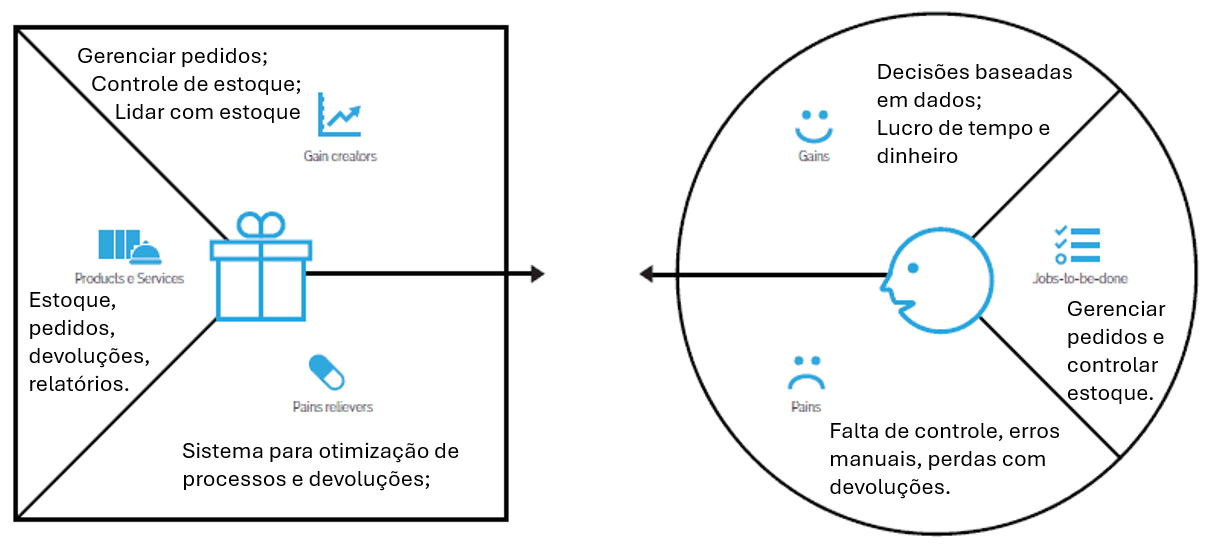 Gerenciar pedidos;
Controle de estoque;
Lidar com estoque
Gain creators
Products e Services
Estoque,
pedidos,
devoluções,
relatórios.
Pains relievers
Sistema para otimização de
processos e devoluções;
Decisões baseadas
em dados;
Lucro de tempo e
dinheiro
Gains
Jobs-to-be-done
Gerenciar
pedidos e
controlar
estoque.
Pains
Falta de controle, erros
manuais, perdas com
devoluções.